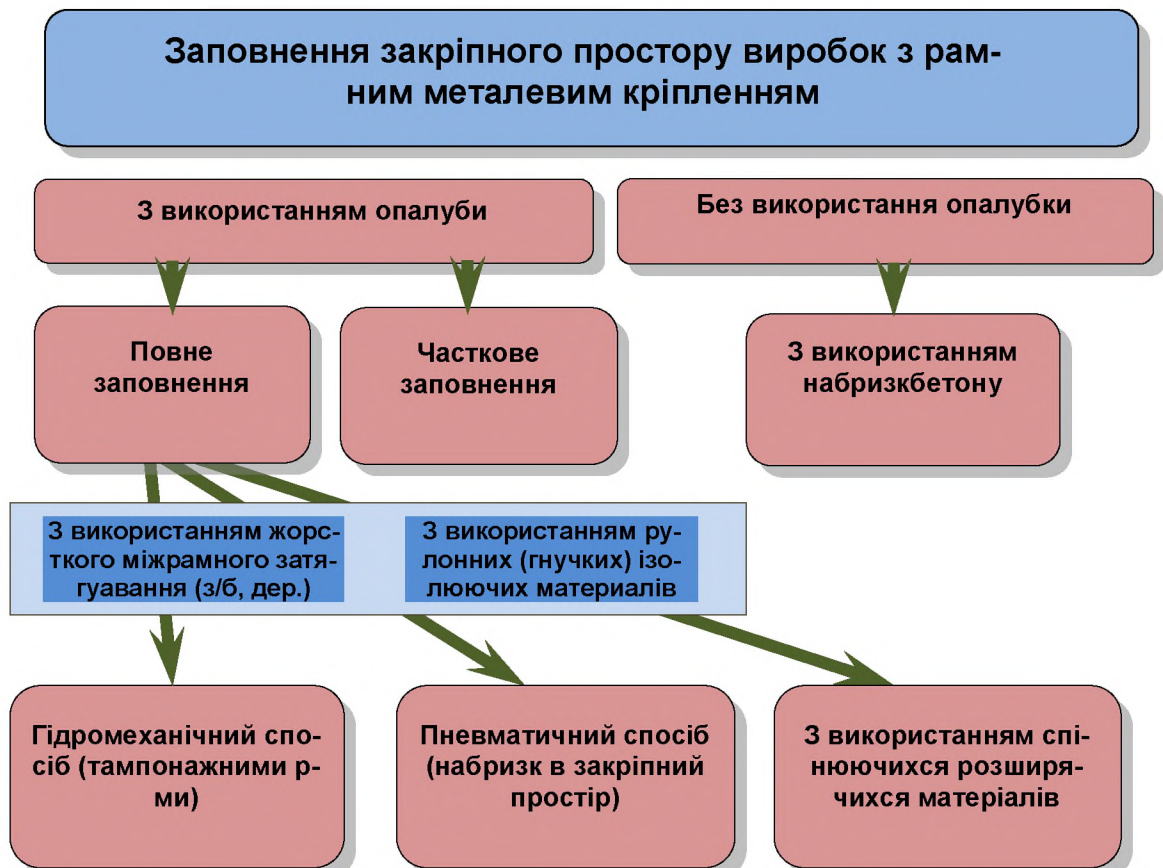 Заповнення закріпного простору виробок з рам-
ним металевим кріпленням
З використанням опалуби
Без використання опалубки
Повне
заповнення
Часткове
заповнення
З використанням
набризкбетону
З використанням жорс-
ткого міжрамного затя-
гуавання (з/б, дер.)
З використанням ру-
лонних (гнучких) ізо-
люючих материалів
Гідромеханічний спо-
сіб (тампонажними р-
ми)
Пневматичний спосіб
(набризк в закріпний
простір)
З використанням спі-
нюючихся розширя-
чихся матеріалів